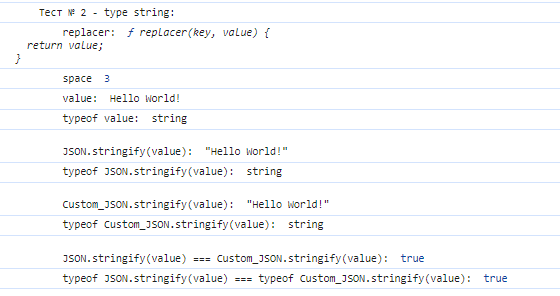 Тест № 2 - type string:
replacer: ƒ replacer(key, value) {
return value;
}
space 3
value: Hello World!
typeof value: string
JSON.stringify(value): "Hello World!"
typeof JSON.stringify(value): string
Custom_JSON.stringify(value): "Hello World!"
typeof Custom_JSON.stringify(value): string
JSON.stringify(value) === Custom_JSON.stringify(value): true
typeof JSON.stringify(value) === typeof Custom_JSON.stringify(value): true